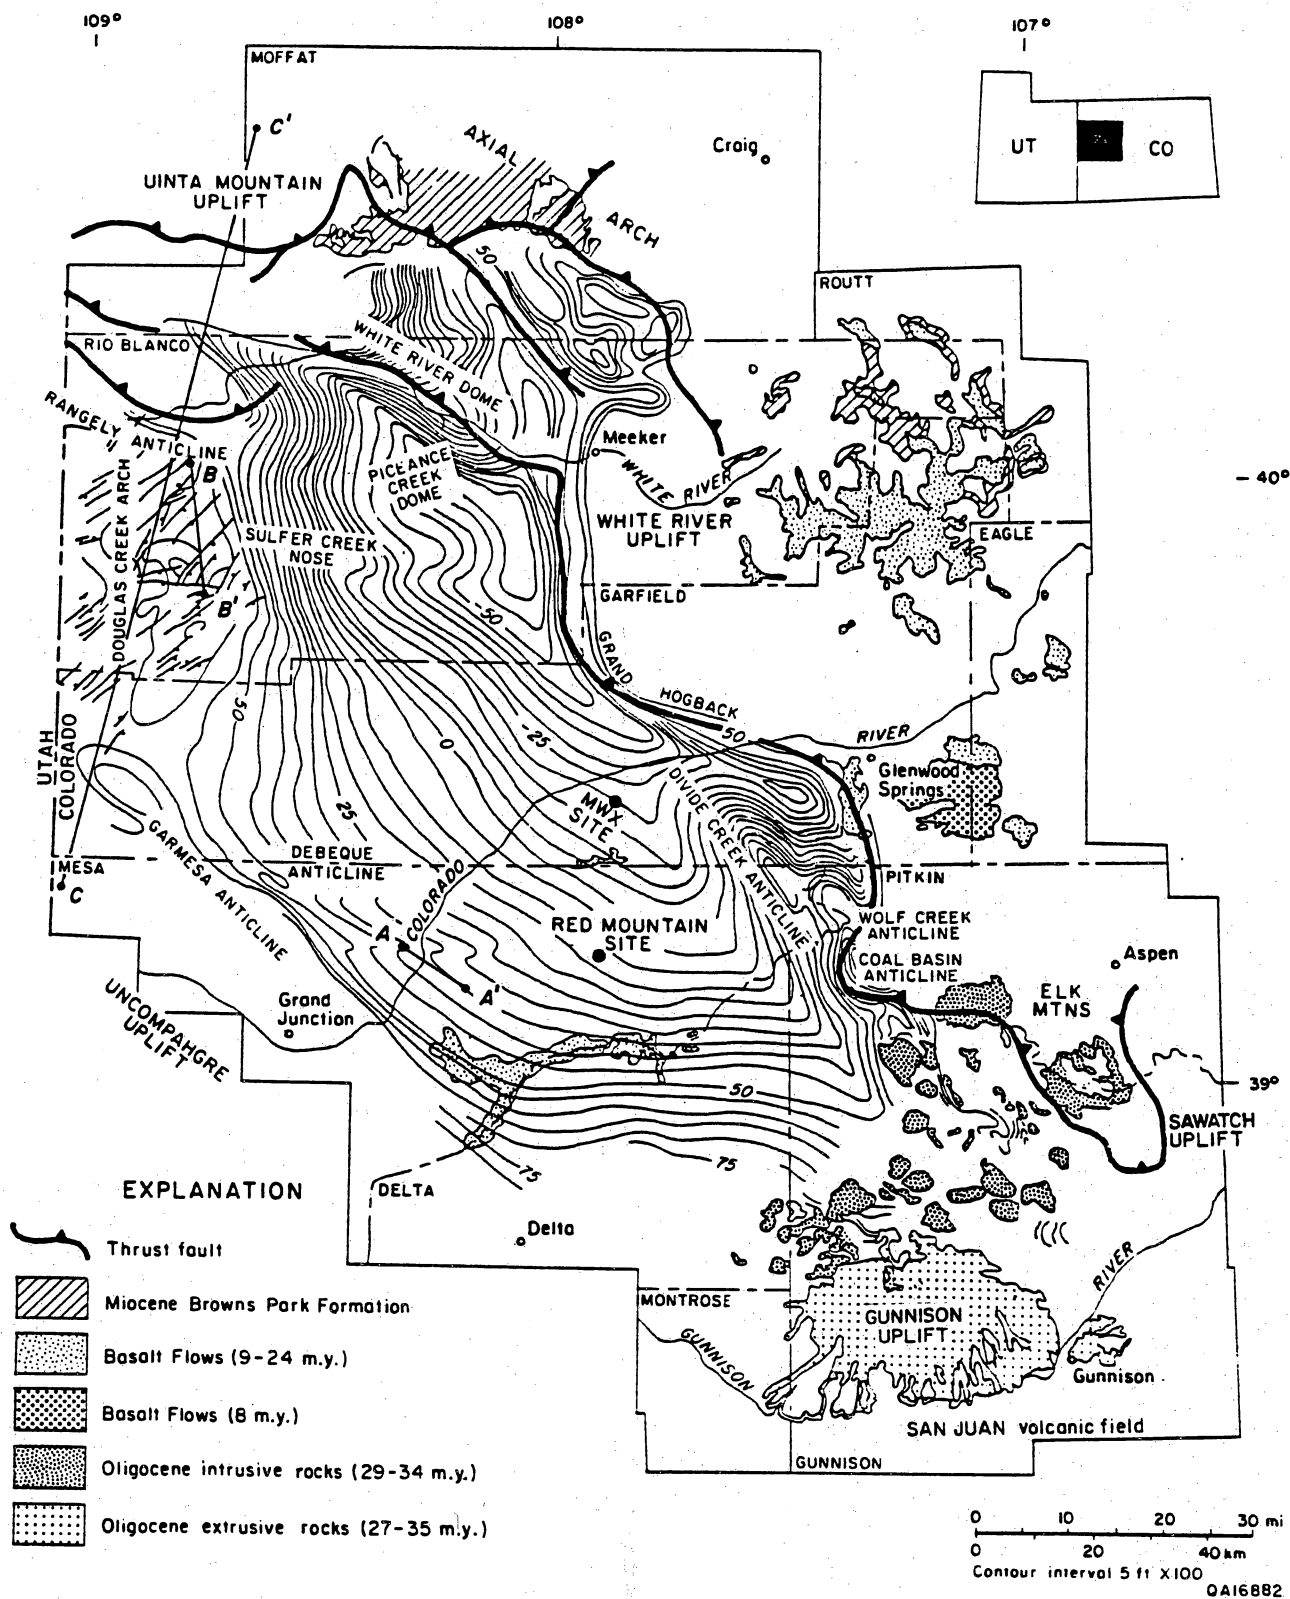 109°
108°
107°
MOFFAT
C'
AXIAL
ARCH
Craig
UT
CO
UINTA MOUNTAIN
UPLIFT
50
ROUTT
RIO BLANCO
WHITE RIVER DOME
RANGELY ANTICLINE
B
Meeker
WHITE RIVER
PICEANCE
CREEK
DOME
40°
DOUGLAS CREEK ARCH
SULFER CREEK
NOSE
WHITE RIVER
UPLIFT
EAGLE
B'
-50
GARFIELD
GRAND
HOGBACK
50
50
0
-25
RIVER
UTAH
COLORADO
MWX
SITE
DIVIDE CREEK ANTICLINE
Glenwood
Springs
25
GARMESA ANTICLINE
DEBEQUE
ANTICLINE
MESA
C
COLORADO
PITKIN
A
RED MOUNTAIN
SITE
WOLF CREEK
ANTICLINE
COAL BASIN
ANTICLINE
Aspen
A'
ELK
MTNS
UNCOMPAHGRE
UPLIFT
Grand
Junction
50
39°
SAWATCH
UPLIFT
75
75
DELTA
Delta
MONTROSE
GUNNISON
RIVER
GUNNISON
UPLIFT
Gunnison
SAN JUAN volcanic field
GUNNISON
EXPLANATION
Thrust fault
Miocene Browns Park Formation
Basalt Flows (9-24 m.y.)
Basalt Flows (8 m.y.)
Oligocene intrusive rocks (29-34 m.y.)
Oligocene extrusive rocks (27-35 m.y.)
0 10 20 30 mi
0 20 40 km
Contour interval 5 ft X100
QA16882